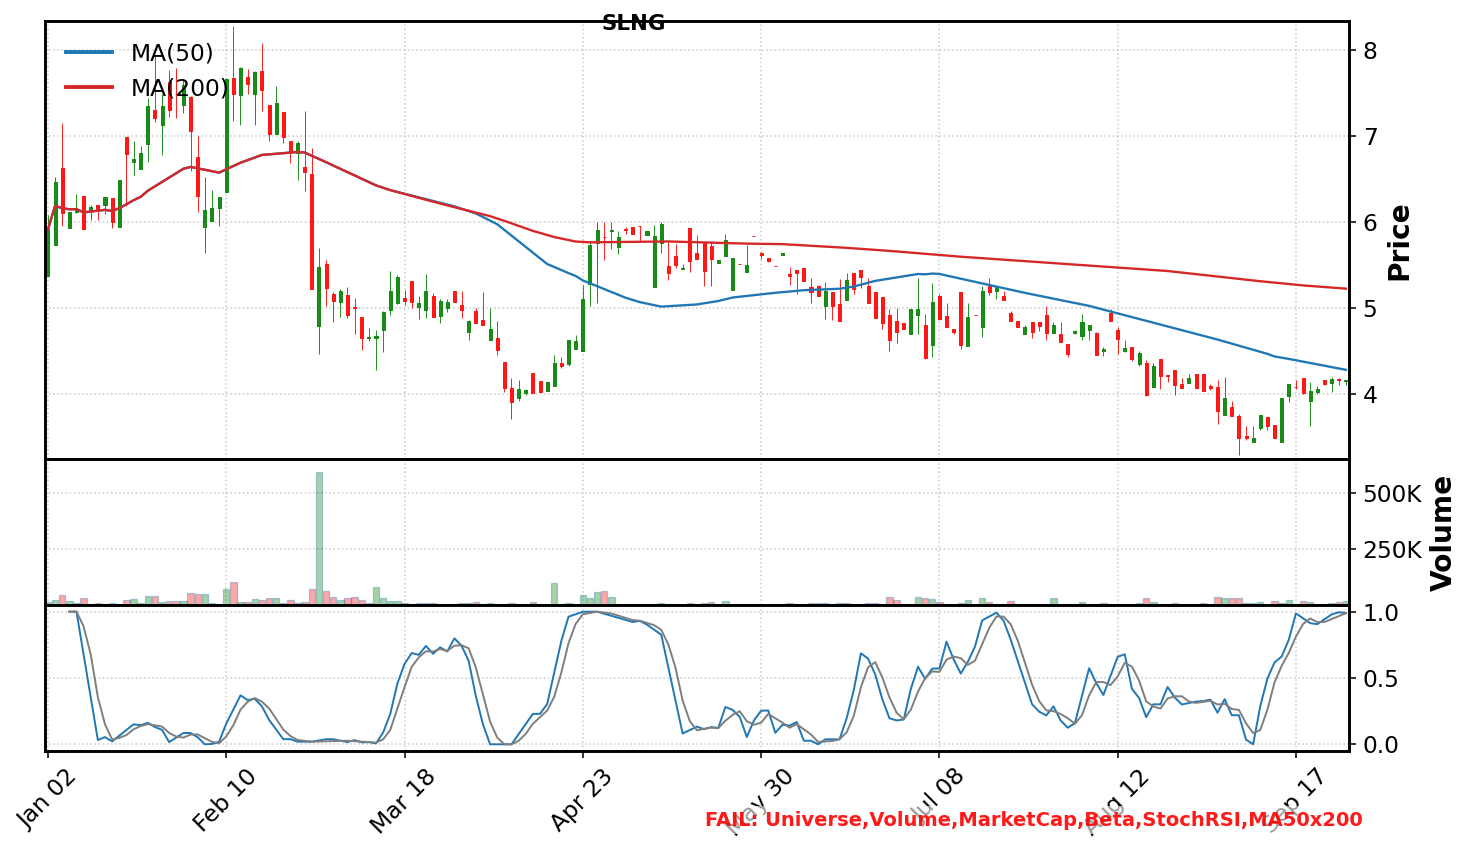 SLNG
MA(50)
MA(200)
8
7
6
5
4
Price
500K
250K
Volume
1.0
0.5
0.0
Jan 02
Feb 10
Mar 18
Apr 23
May 30
Jul 08
Aug 12
Sep 17
FAIL: Universe,Volume,MarketCap,Beta,StochRSI,MA50x200